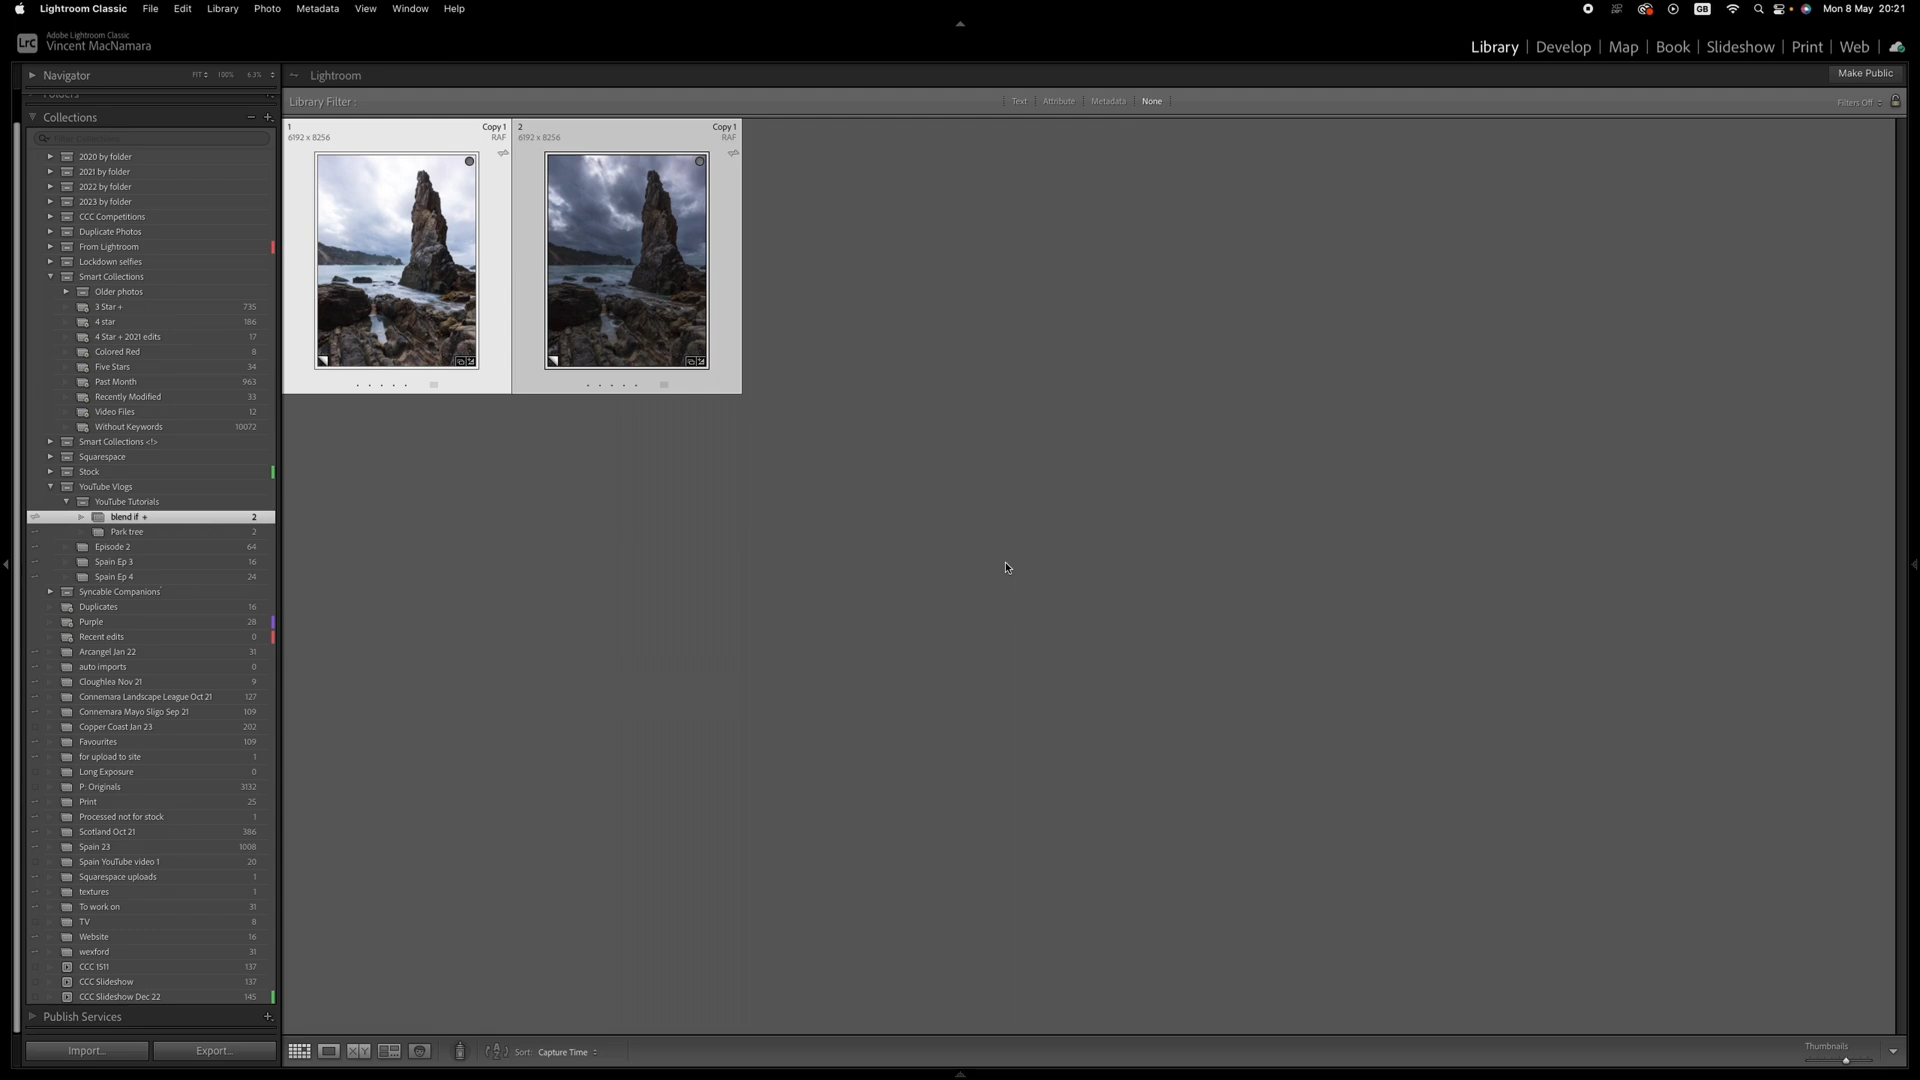 Lightroom Classic File Edit Library Photo Metadata View Window Help GB Mon 8 May 20:21
Adobe Lightroom Classic
LrC Vincent MacNamara
Library | Develop | Map | Book | Slideshow | Print | Web
Navigator FIT 100% 6.3%
Lightroom Make Public
Folders
Library Filter : Text Attribute Metadata None Filters Off
Collections
Filter Collections
1 Copy 1
6192 x 8256 RAF
2 Copy 1
6192 x 8256 RAF
2020 by folder
2021 by folder
2022 by folder
2023 by folder
CCC Competitions
Duplicate Photos
From Lightroom
Lockdown selfies
Smart Collections
Older photos
3 Star + 735
4 star 186
4 Star + 2021 edits 17
Colored Red 8
Five Stars 34
Past Month 963
Recently Modified 33
Video Files 12
Without Keywords 10072
Smart Collections <!>
Squarespace
Stock
YouTube Vlogs
YouTube Tutorials
blend if + 2
Park tree 2
Episode 2 64
Spain Ep 3 16
Spain Ep 4 24
Syncable Companions`
Duplicates 16
Purple 28
Recent edits 0
Arcangel Jan 22 31
auto imports 0
Cloughlea Nov 21 9
Connemara Landscape League Oct 21 127
Connemara Mayo Sligo Sep 21 109
Copper Coast Jan 23 202
Favourites 109
for upload to site 1
Long Exposure 0
P: Originals 3132
Print 25
Processed not for stock 1
Scotland Oct 21 386
Spain 23 1008
Spain YouTube video 1 20
Squarespace uploads 1
textures 1
To work on 31
TV 8
Website 16
wexford 31
CCC 1511 137
CCC Slideshow 137
CCC Slideshow Dec 22 145
Publish Services
Import... Export... Sort: Capture Time Thumbnails